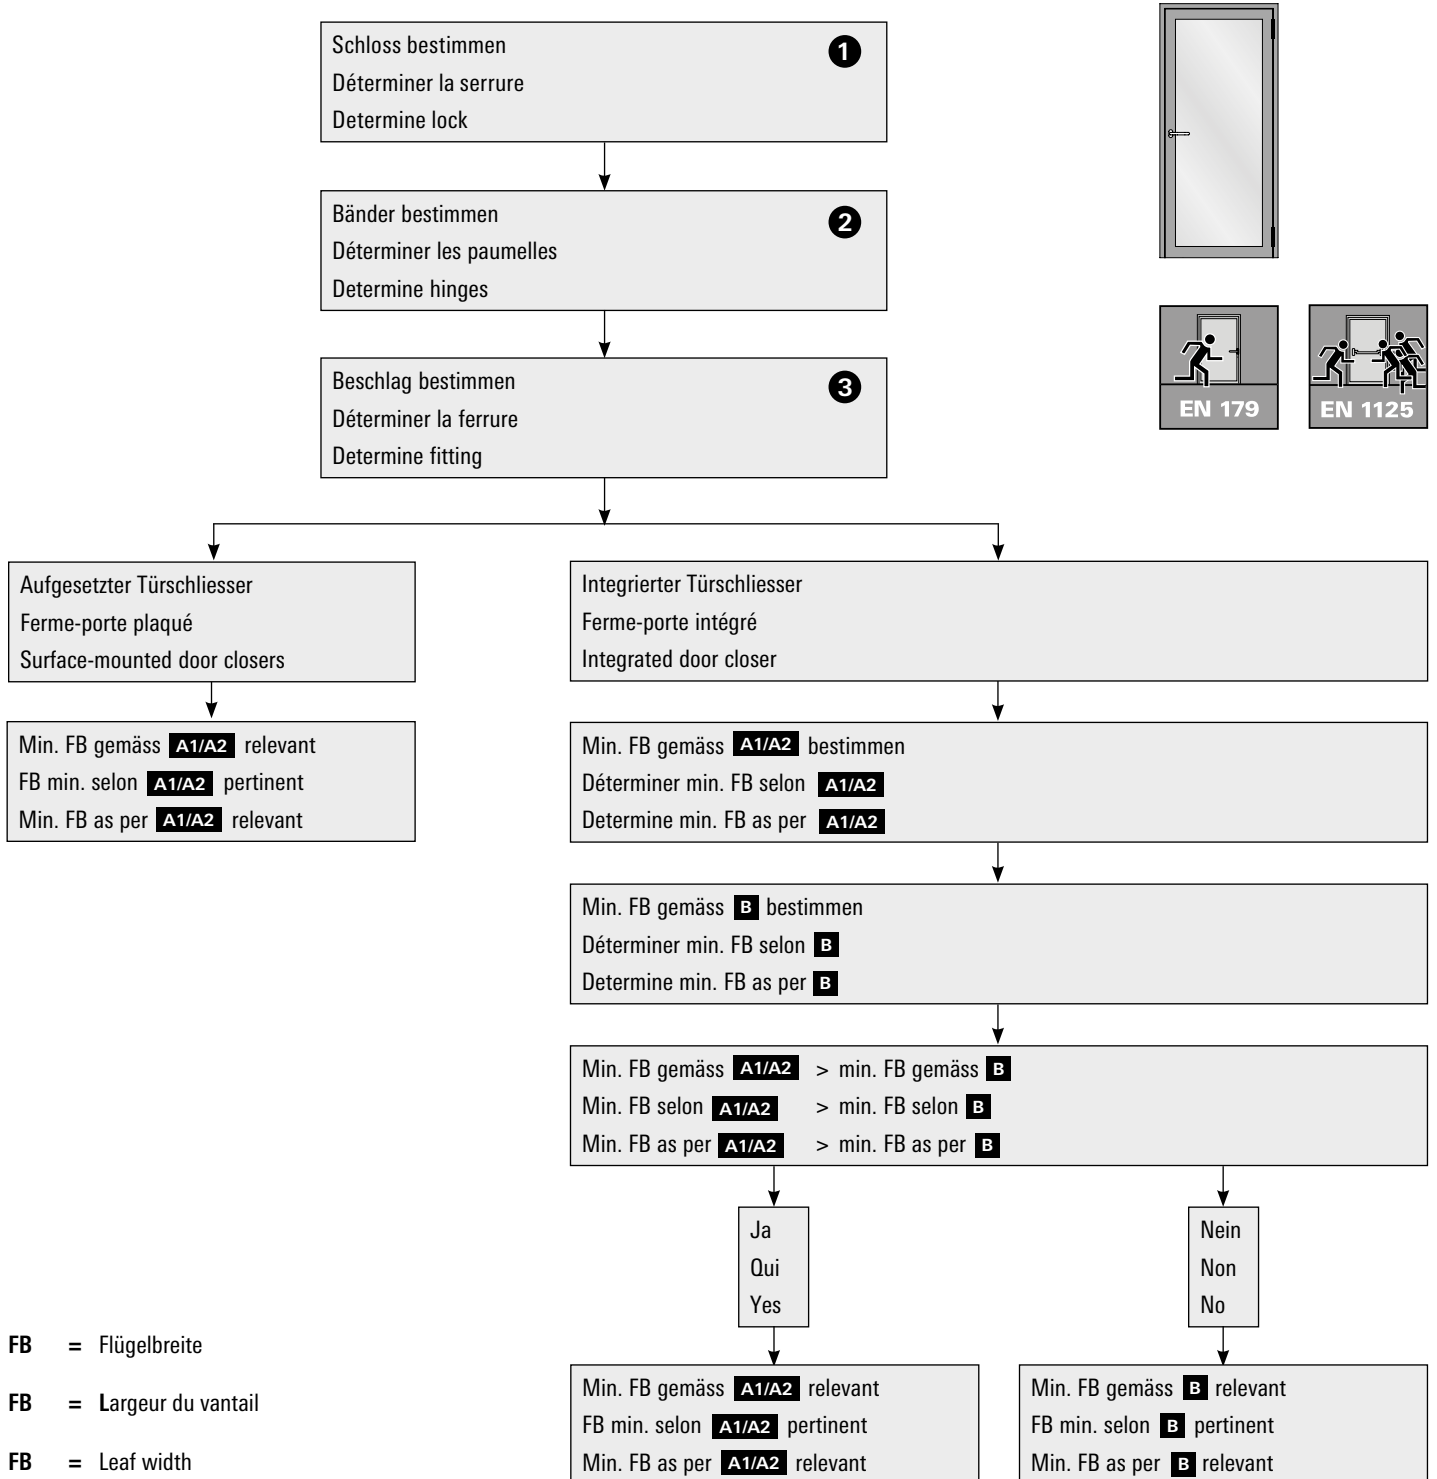 Schloss bestimmen 1
Déterminer la serrure
Determine lock
Bänder bestimmen 2
Déterminer les paumelles
Determine hinges
EN 179
EN 1125
Beschlag bestimmen 3
Déterminer la ferrure
Determine fitting
Aufgesetzter Türschliesser
Ferme-porte plaqué
Surface-mounted door closers
Min. FB gemäss A1/A2 relevant
FB min. selon A1/A2 pertinent
Min. FB as per A1/A2 relevant
Integrierter Türschliesser
Ferme-porte intégré
Integrated door closer
Min. FB gemäss A1/A2 bestimmen
Déterminer min. FB selon A1/A2
Determine min. FB as per A1/A2
Min. FB gemäss B bestimmen
Déterminer min. FB selon B
Determine min. FB as per B
Min. FB gemäss A1/A2 > min. FB gemäss B
Min. FB selon A1/A2 > min. FB selon B
Min. FB as per A1/A2 > min. FB as per B
Ja
Qui
Yes
Nein
Non
No
Min. FB gemäss A1/A2 relevant
FB min. selon A1/A2 pertinent
Min. FB as per A1/A2 relevant
Min. FB gemäss B relevant
FB min. selon B pertinent
Min. FB as per B relevant
FB = Flügelbreite
FB = Largeur du vantail
FB = Leaf width